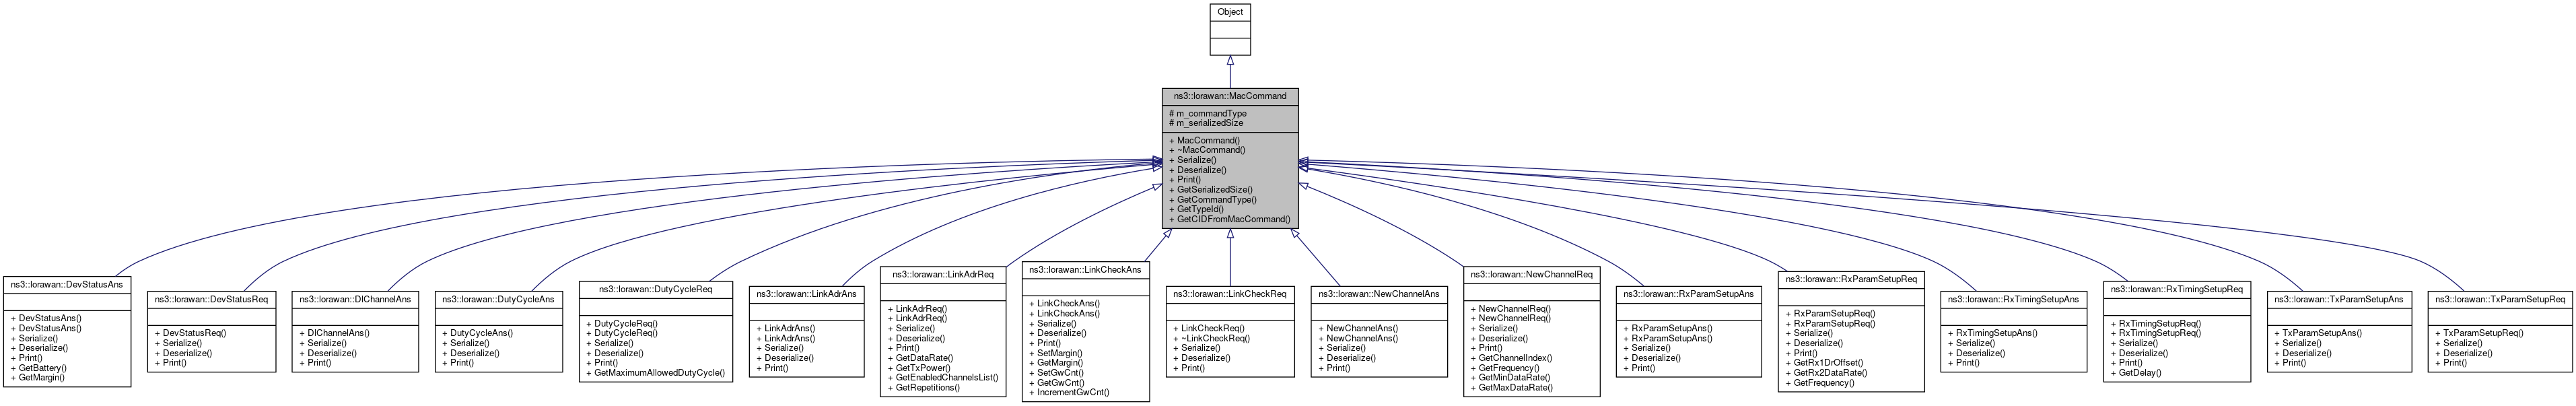 Object
ns3::lorawan::MacCommand
# m_commandType
# m_serializedSize
+ MacCommand()
+ ~MacCommand()
+ Serialize()
+ Deserialize()
+ Print()
+ GetSerializedSize()
+ GetCommandType()
+ GetTypeId()
+ GetCIDFromMacCommand()
ns3::lorawan::DevStatusAns
+ DevStatusAns()
+ DevStatusAns()
+ Serialize()
+ Deserialize()
+ Print()
+ GetBattery()
+ GetMargin()
ns3::lorawan::DevStatusReq
+ DevStatusReq()
+ Serialize()
+ Deserialize()
+ Print()
ns3::lorawan::DlChannelAns
+ DlChannelAns()
+ Serialize()
+ Deserialize()
+ Print()
ns3::lorawan::DutyCycleAns
+ DutyCycleAns()
+ Serialize()
+ Deserialize()
+ Print()
ns3::lorawan::DutyCycleReq
+ DutyCycleReq()
+ DutyCycleReq()
+ Serialize()
+ Deserialize()
+ Print()
+ GetMaximumAllowedDutyCycle()
ns3::lorawan::LinkAdrAns
+ LinkAdrAns()
+ LinkAdrAns()
+ Serialize()
+ Deserialize()
+ Print()
ns3::lorawan::LinkAdrReq
+ LinkAdrReq()
+ LinkAdrReq()
+ Serialize()
+ Deserialize()
+ Print()
+ GetDataRate()
+ GetTxPower()
+ GetEnabledChannelsList()
+ GetRepetitions()
ns3::lorawan::LinkCheckAns
+ LinkCheckAns()
+ LinkCheckAns()
+ Serialize()
+ Deserialize()
+ Print()
+ SetMargin()
+ GetMargin()
+ SetGwCnt()
+ GetGwCnt()
+ IncrementGwCnt()
ns3::lorawan::LinkCheckReq
+ LinkCheckReq()
+ ~LinkCheckReq()
+ Serialize()
+ Deserialize()
+ Print()
ns3::lorawan::NewChannelAns
+ NewChannelAns()
+ NewChannelAns()
+ Serialize()
+ Deserialize()
+ Print()
ns3::lorawan::NewChannelReq
+ NewChannelReq()
+ NewChannelReq()
+ Serialize()
+ Deserialize()
+ Print()
+ GetChannelIndex()
+ GetFrequency()
+ GetMinDataRate()
+ GetMaxDataRate()
ns3::lorawan::RxParamSetupAns
+ RxParamSetupAns()
+ RxParamSetupAns()
+ Serialize()
+ Deserialize()
+ Print()
ns3::lorawan::RxParamSetupReq
+ RxParamSetupReq()
+ RxParamSetupReq()
+ Serialize()
+ Deserialize()
+ Print()
+ GetRx1DrOffset()
+ GetRx2DataRate()
+ GetFrequency()
ns3::lorawan::RxTimingSetupAns
+ RxTimingSetupAns()
+ Serialize()
+ Deserialize()
+ Print()
ns3::lorawan::RxTimingSetupReq
+ RxTimingSetupReq()
+ RxTimingSetupReq()
+ Serialize()
+ Deserialize()
+ Print()
+ GetDelay()
ns3::lorawan::TxParamSetupAns
+ TxParamSetupAns()
+ Serialize()
+ Deserialize()
+ Print()
ns3::lorawan::TxParamSetupReq
+ TxParamSetupReq()
+ Serialize()
+ Deserialize()
+ Print()